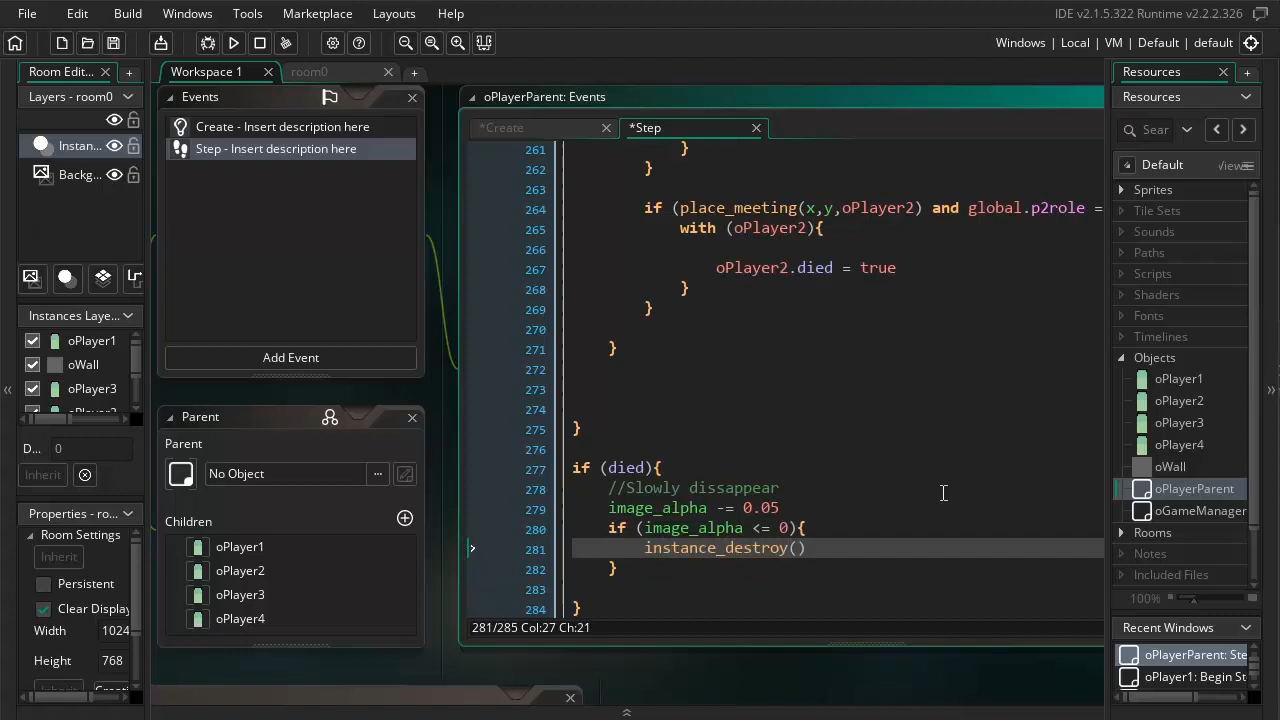 File Edit Build Windows Tools Marketplace Layouts Help IDE v2.1.5.322 Runtime v2.2.2.326
Windows | Local | VM | Default | default
Room Edit...
Layers - room0
Instan...
Backg...
Instances Laye...
oPlayer1
oWall
oPlayer3
D... 0
Inherit
Properties - ro...
Room Settings
Inherit
Persistent
Clear Display
Width 1024
Height 768
Workspace 1 room0
Events
Create - Insert description here
Step - Insert description here
Add Event
Parent
Parent
No Object
Children
oPlayer1
oPlayer2
oPlayer3
oPlayer4
oPlayerParent: Events
*Create *Step
261 }
262 }
263
264 if (place_meeting(x,y,oPlayer2) and global.p2role =
265 with (oPlayer2){
266
267 oPlayer2.died = true
268 }
269 }
270
271 }
272
273
274
275 }
276
277 if (died){
278 //Slowly dissappear
279 image_alpha -= 0.05
280 if (image_alpha <= 0){
281 instance_destroy()
282 }
283
284 }
281/285 Col:27 Ch:21
Resources
Resources
Sear
Default View
Sprites
Tile Sets
Sounds
Paths
Scripts
Shaders
Fonts
Timelines
Objects
oPlayer1
oPlayer2
oPlayer3
oPlayer4
oWall
oPlayerParent
oGameManager
Rooms
Notes
Included Files
100%
Recent Windows
oPlayerParent: Ste
oPlayer1: Begin St